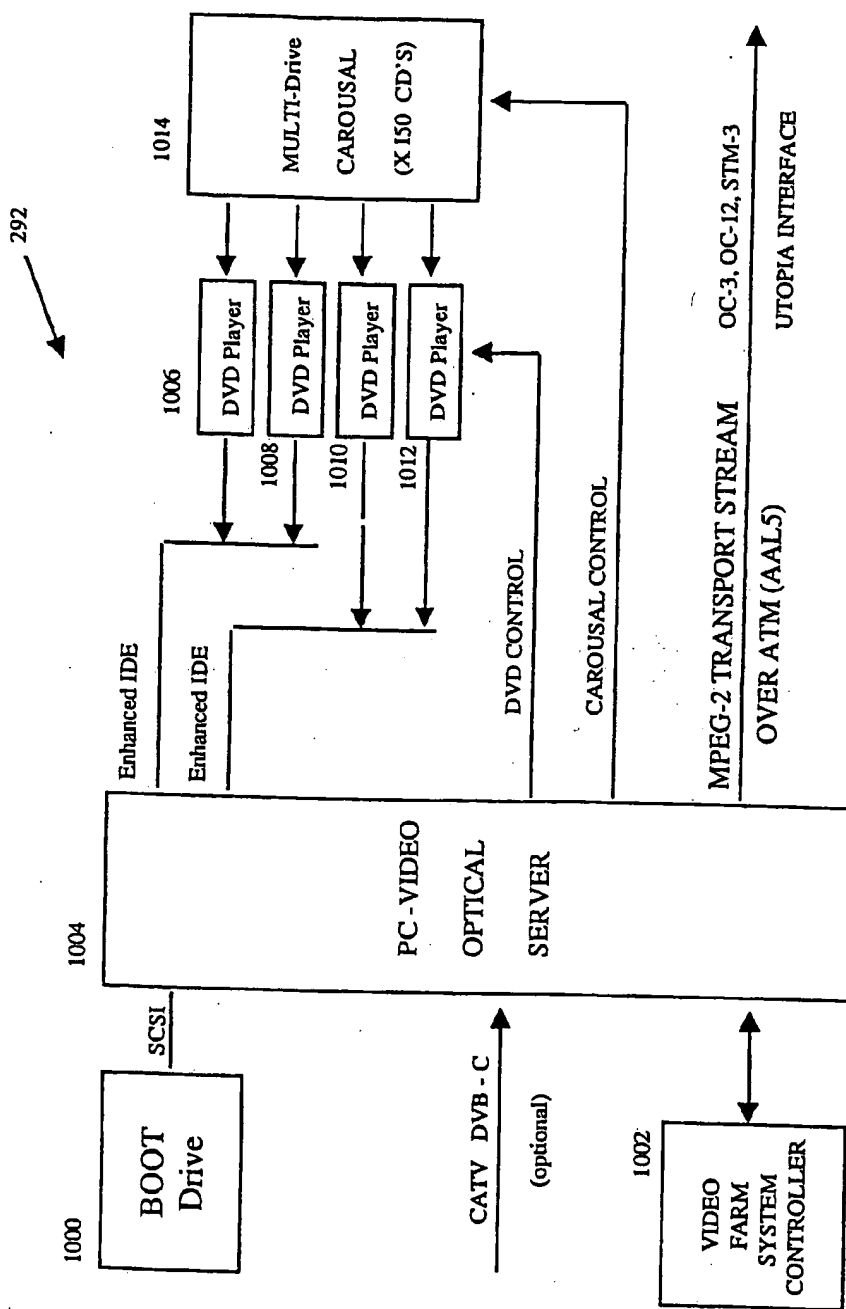 292
1000
BOOT
Drive
SCSI
CATV DVB - C
(optional)
1002
VIDEO
FARM
SYSTEM
CONTROLLER
1004
PC - VIDEO
OPTICAL
SERVER
Enhanced IDE
Enhanced IDE
1006
DVD Player
1008
DVD Player
1010
DVD Player
1012
DVD Player
1014
MULTI-Drive
CAROUSAL
(X 150 CD'S)
DVD CONTROL
CAROUSAL CONTROL
MPEG-2 TRANSPORT STREAM
OVER ATM (AAL5)
OC-3, OC-12, STM-3
UTOPIA INTERFACE